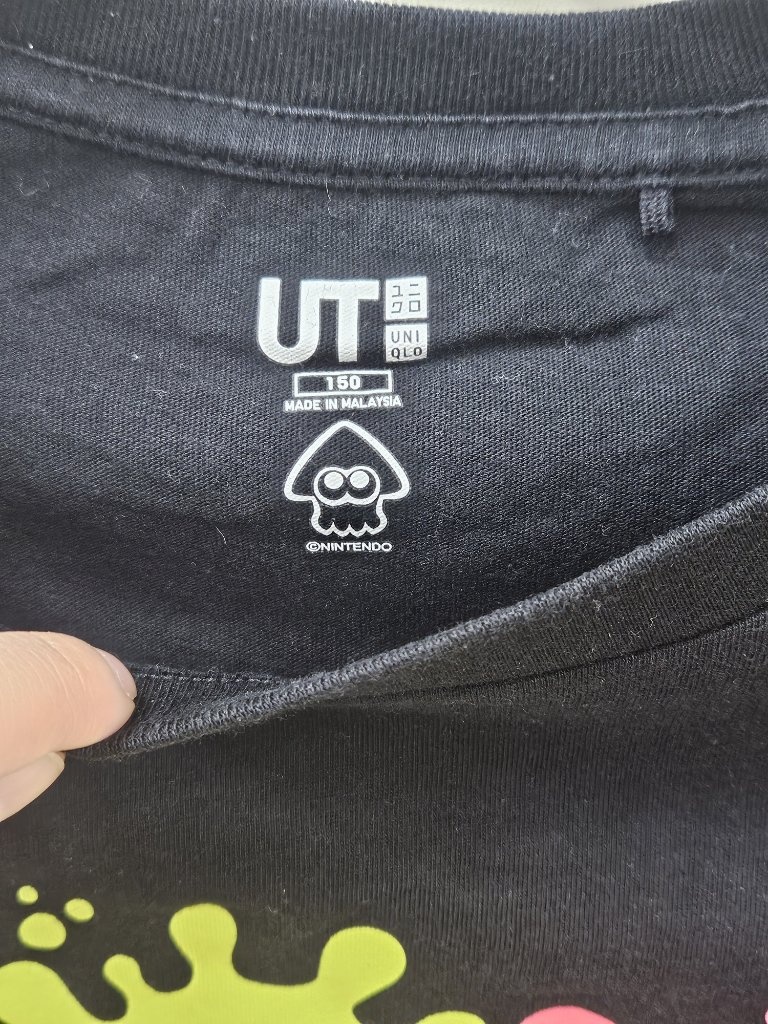 UT
ユニ
クロ
UNI
QLO
150
MADE IN MALAYSIA
©NINTENDO